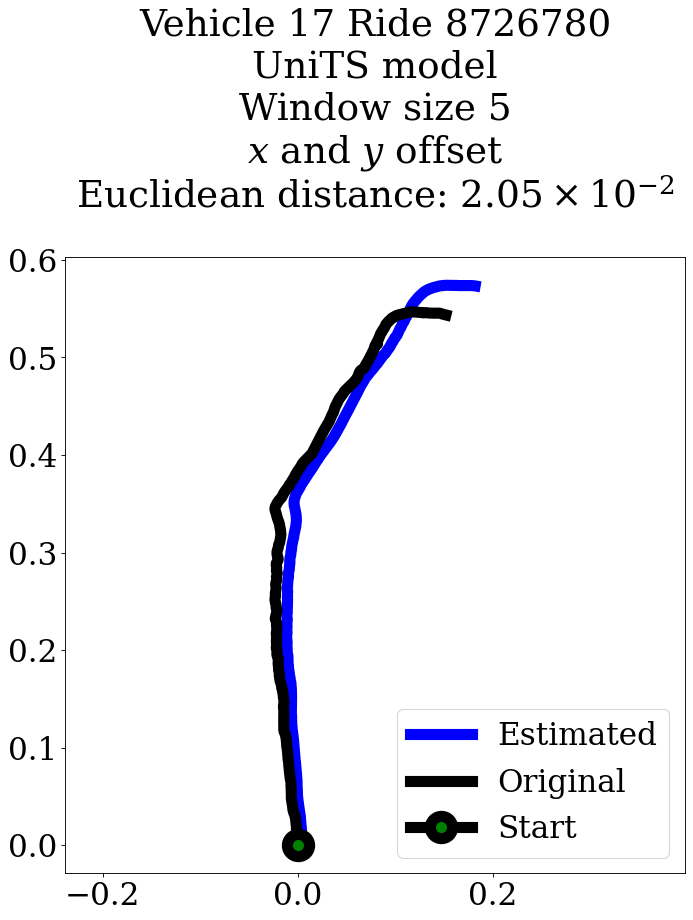 Vehicle 17 Ride 8726780
UniTS model
Window size 5
x and y offset
Euclidean distance: 2.05 × 10⁻²
0.6
0.5
0.4
0.3
0.2
0.1
0.0
−0.2
0.0
0.2
Estimated
Original
Start